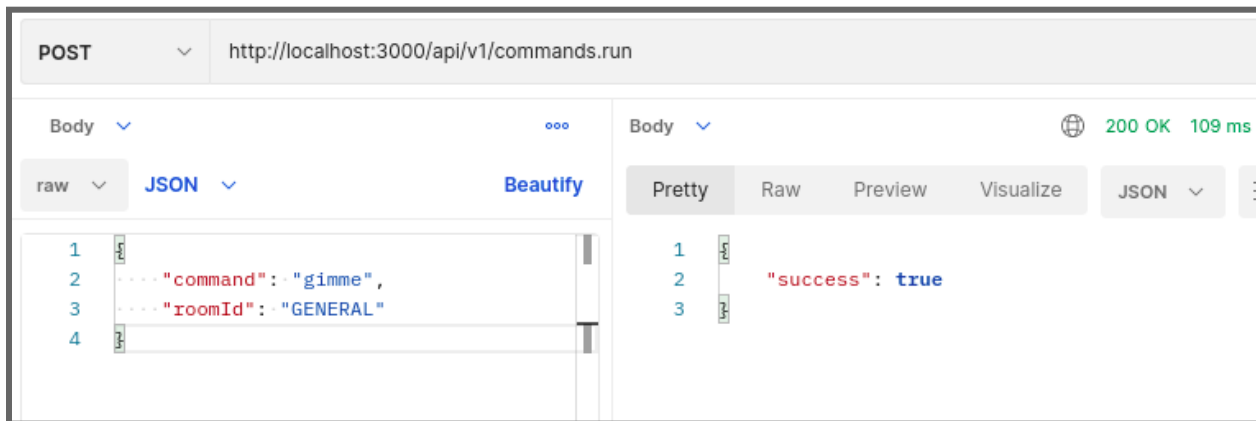 POST http://localhost:3000/api/v1/commands.run
Body
raw JSON Beautify
1 {
2 "command": "gimme",
3 "roomId": "GENERAL"
4 }
Body 200 OK 109 ms
Pretty Raw Preview Visualize JSON
1 {
2 "success": true
3 }